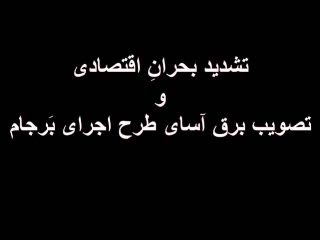 تشدید بحرانِ اقتصادی
و
تصویب برق آسای طرح اجرای بَرجام